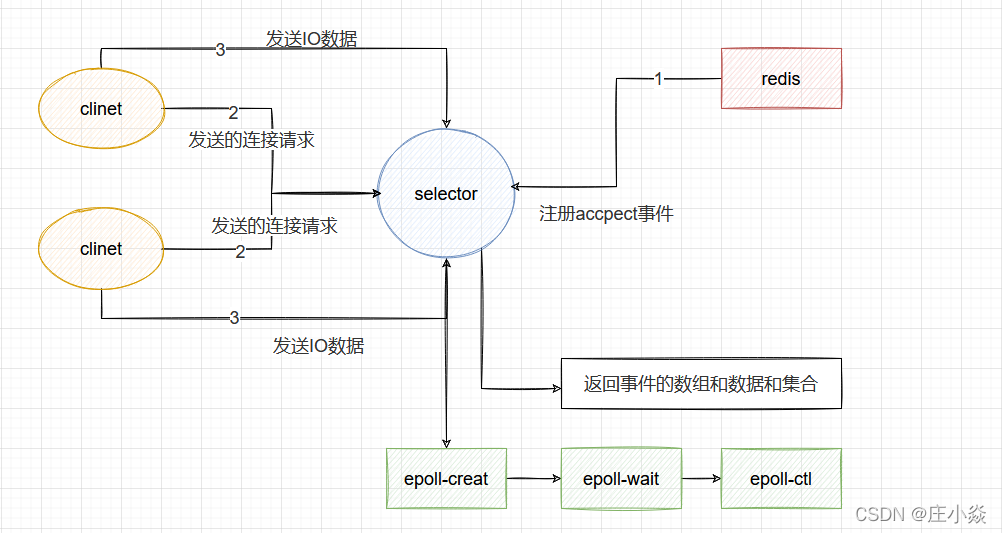 发送IO数据
3
clinet
2
发送的连接请求
1
redis
selector
注册accpect事件
clinet
发送的连接请求
2
3
发送IO数据
返回事件的数组和数据和集合
epoll-creat
epoll-wait
epoll-ctl
CSDN @庄小焱